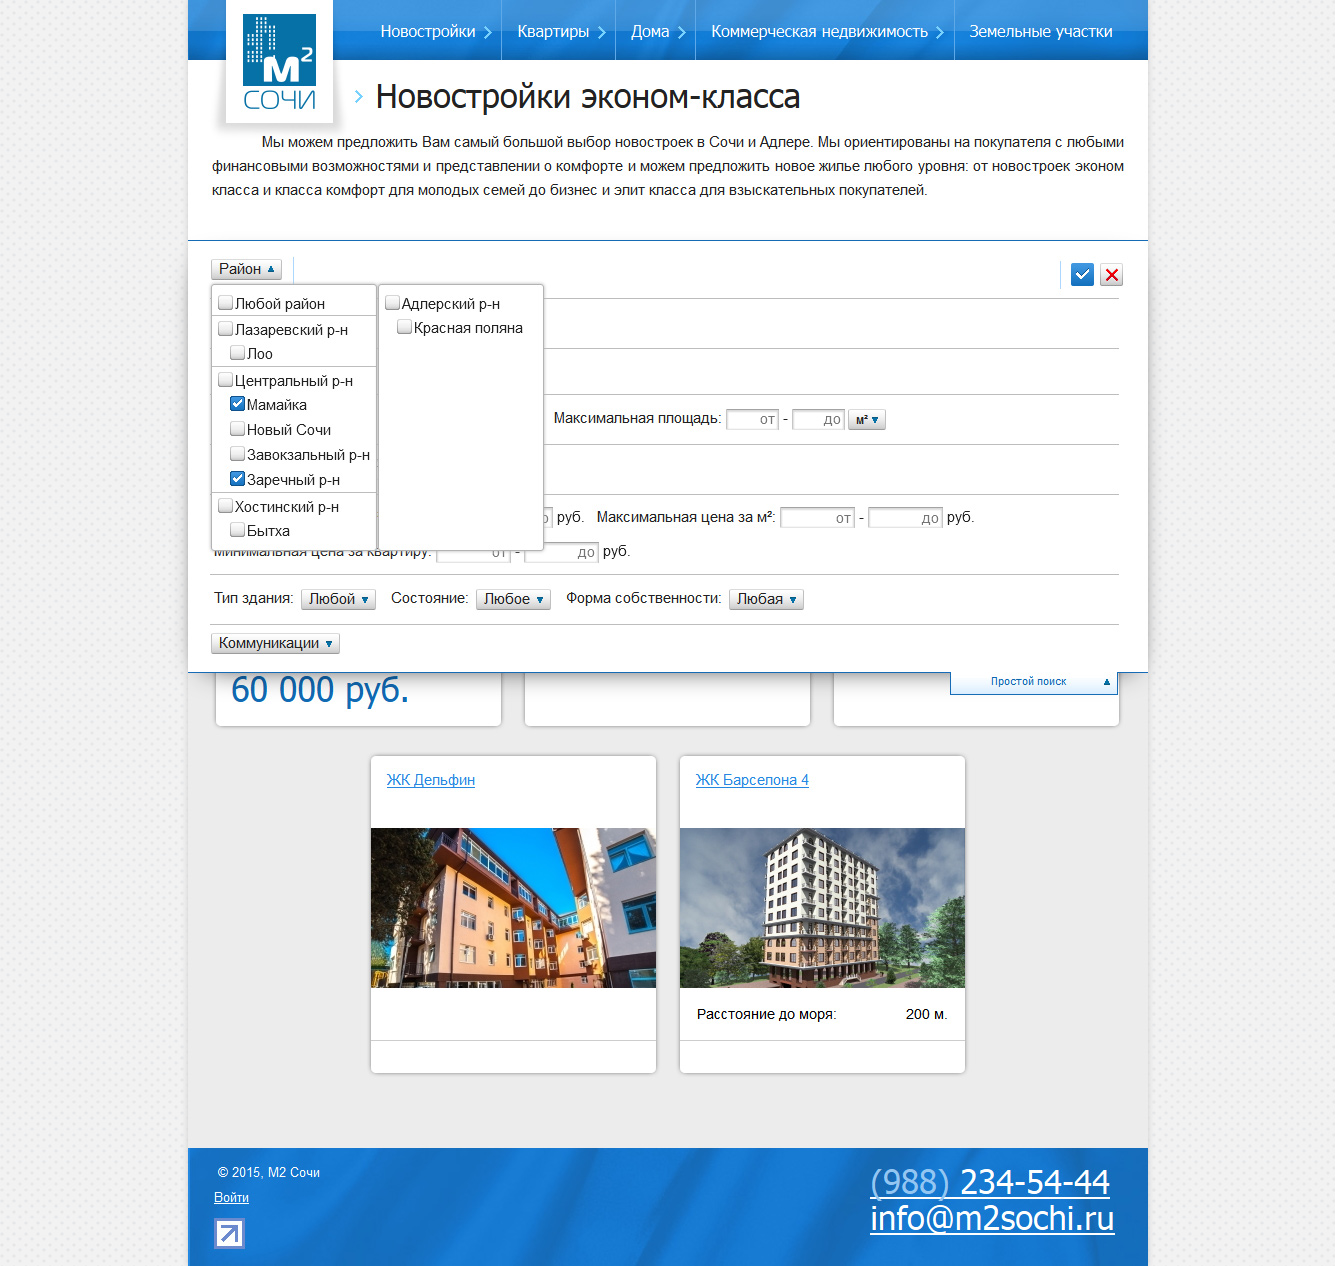 Новостройки
Квартиры
Дома
Коммерческая недвижимость
Земельные участки
М2
СОЧИ
Новостройки эконом-класса
Мы можем предложить Вам самый большой выбор новостроек в Сочи и Адлере. Мы ориентированы на покупателя с любыми
финансовыми возможностями и представлении о комфорте и можем предложить новое жилье любого уровня: от новостроек эконом
класса и класса комфорт для молодых семей до бизнес и элит класса для взыскательных покупателей.
Район
Любой район
Лазаревский р-н
Лоо
Центральный р-н
Мамайка
Новый Сочи
Завокзальный р-н
Заречный р-н
Хостинский р-н
Бытха
Адлерский р-н
Красная поляна
Максимальная площадь: от - до м²
руб. Максимальная цена за м²: от - до руб.
Минимальная цена за квартиру: от - до руб.
Тип здания: Любой Состояние: Любое Форма собственности: Любая
Коммуникации
Простой поиск
60 000 руб.
ЖК Дельфин
ЖК Барселона 4
Расстояние до моря: 200 м.
© 2015, М2 Сочи
Войти
(988) 234-54-44
info@m2sochi.ru